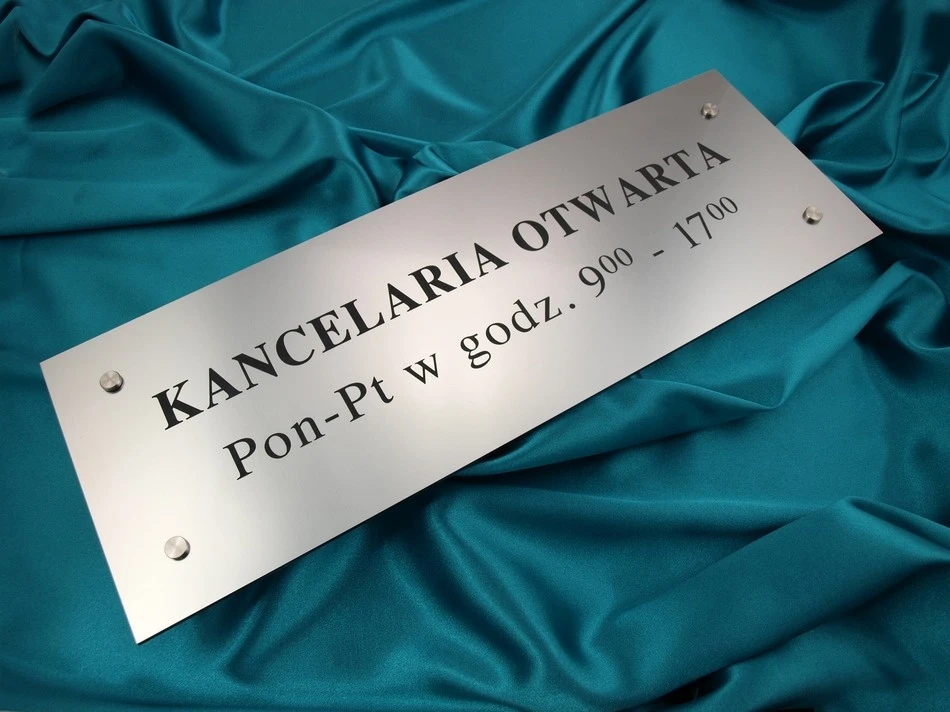 KANCELARIA OTWARTA
Pon-Pt w godz. 9⁰⁰ - 17⁰⁰